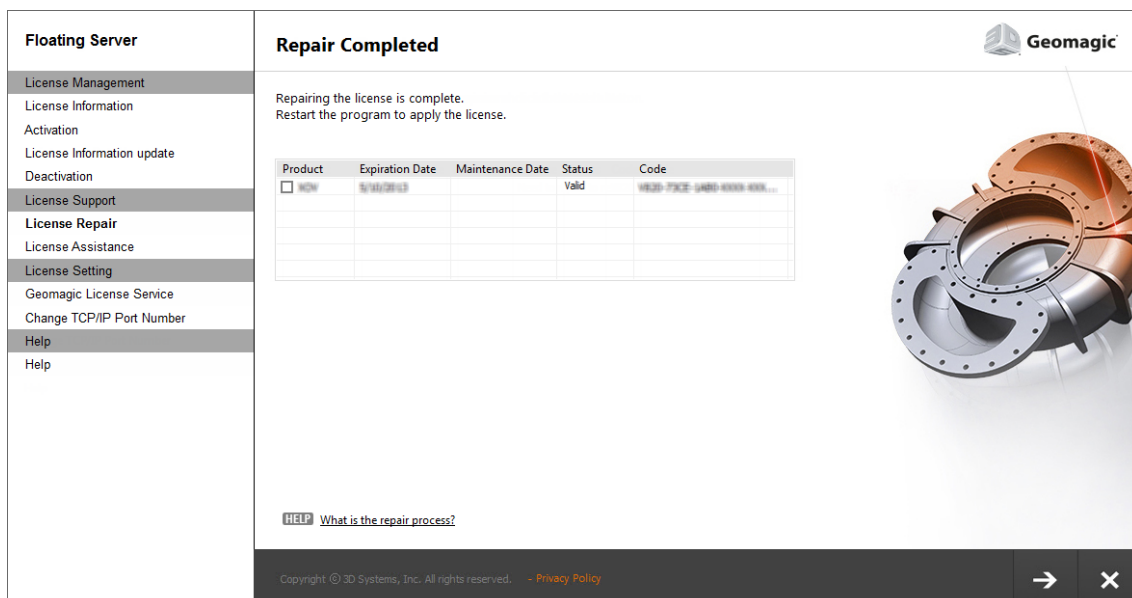 Floating Server
License Management
License Information
Activation
License Information update
Deactivation
License Support
License Repair
License Assistance
License Setting
Geomagic License Service
Change TCP/IP Port Number
Help
Help
Repair Completed
3D Geomagic
Repairing the license is complete.
Restart the program to apply the license.
Product Expiration Date Maintenance Date Status Code
Valid
HELP What is the repair process?
Copyright © 3D Systems, Inc. All rights reserved. - Privacy Policy